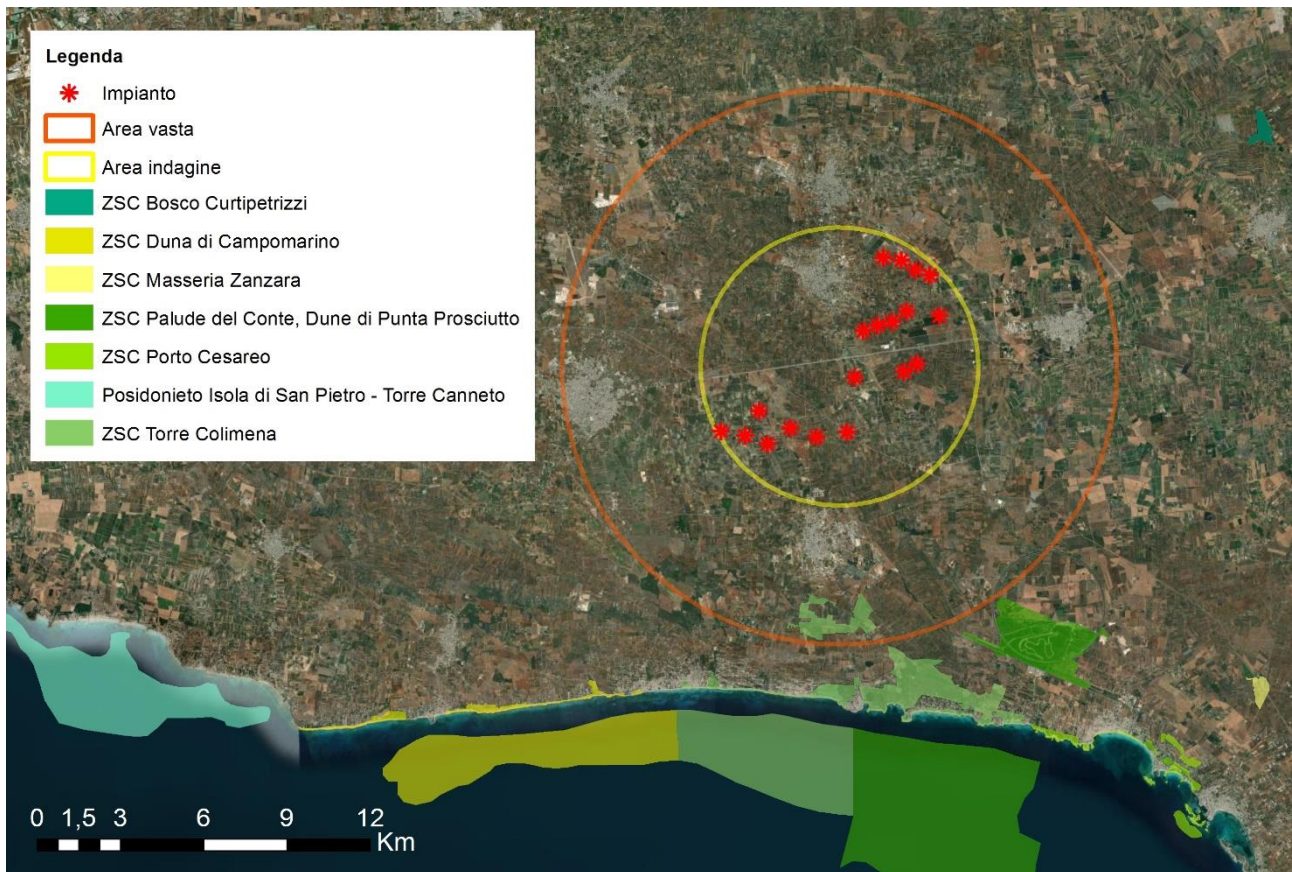 Legenda
Impianto
Area vasta
Area indagine
ZSC Bosco Curtipetrizzi
ZSC Duna di Campomarino
ZSC Masseria Zanzara
ZSC Palude del Conte, Dune di Punta Prosciutto
ZSC Porto Cesareo
Posidonieto Isola di San Pietro - Torre Canneto
ZSC Torre Colimena
0 1,5 3 6 9 12
Km